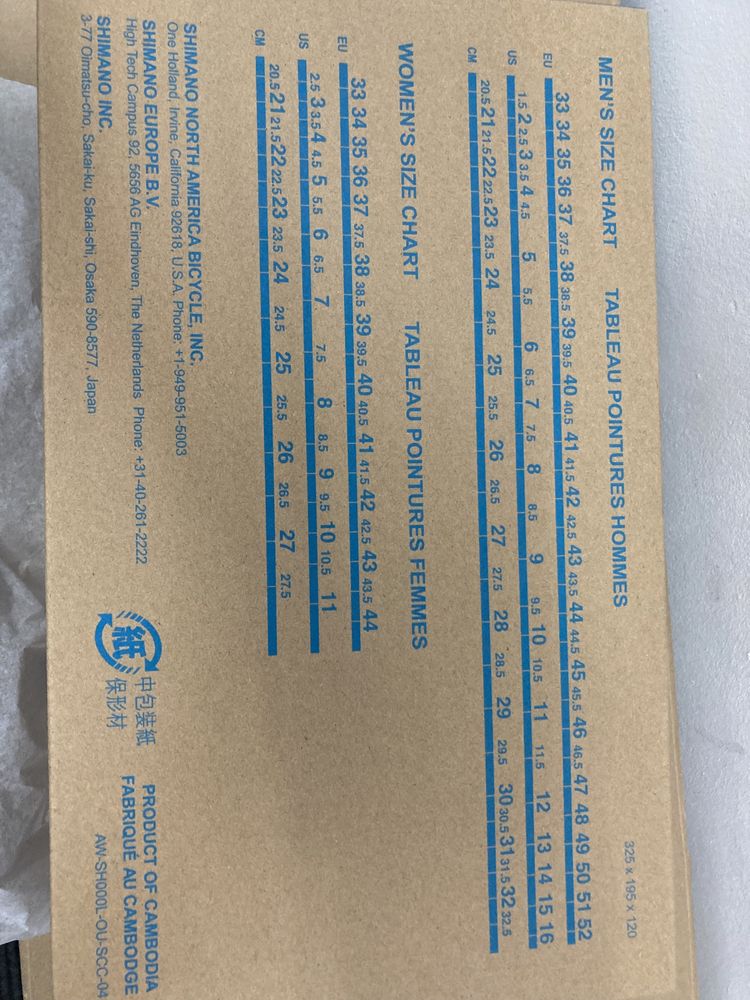 325 x 195 x 120
MEN'S SIZE CHART TABLEAU POINTURES HOMMES
EU 33 34 35 36 37 37.5 38 38.5 39 39.5 40 40.5 41 41.5 42 42.5 43 43.5 44 44.5 45 45.5 46 46.5 47 48 49 50 51 52
US 1.5 2 2.5 3 3.5 4 4.5 5 5.5 6 6.5 7 7.5 8 8.5 9 9.5 10 10.5 11 11.5 12 13 14 15 16
CM 20.5 21 21.5 22 22.5 23 23.5 24 24.5 25 25.5 26 26.5 27 27.5 28 28.5 29 29.5 30 30.5 31 31.5 32 32.5
WOMEN'S SIZE CHART TABLEAU POINTURES FEMMES
EU 33 34 35 36 37 37.5 38 38.5 39 39.5 40 40.5 41 41.5 42 42.5 43 43.5 44
US 2.5 3 3.5 4 4.5 5 5.5 6 6.5 7 7.5 8 8.5 9 9.5 10 10.5 11
CM 20.5 21 21.5 22 22.5 23 23.5 24 24.5 25 25.5 26 26.5 27 27.5
SHIMANO NORTH AMERICA BICYCLE, INC.
One Holland, Irvine, California 92618, U.S.A. Phone: +1-949-951-5003
SHIMANO EUROPE B.V.
High Tech Campus 92, 5656 AG Eindhoven, The Netherlands Phone: +31-40-261-2222
SHIMANO INC.
3-77 Oimatsu-cho, Sakai-ku, Sakai-shi, Osaka 590-8577, Japan
紙
中包装紙
保形材
PRODUCT OF CAMBODIA
FABRIQUÉ AU CAMBODGE
AW-SH000L-OU-SCC-04